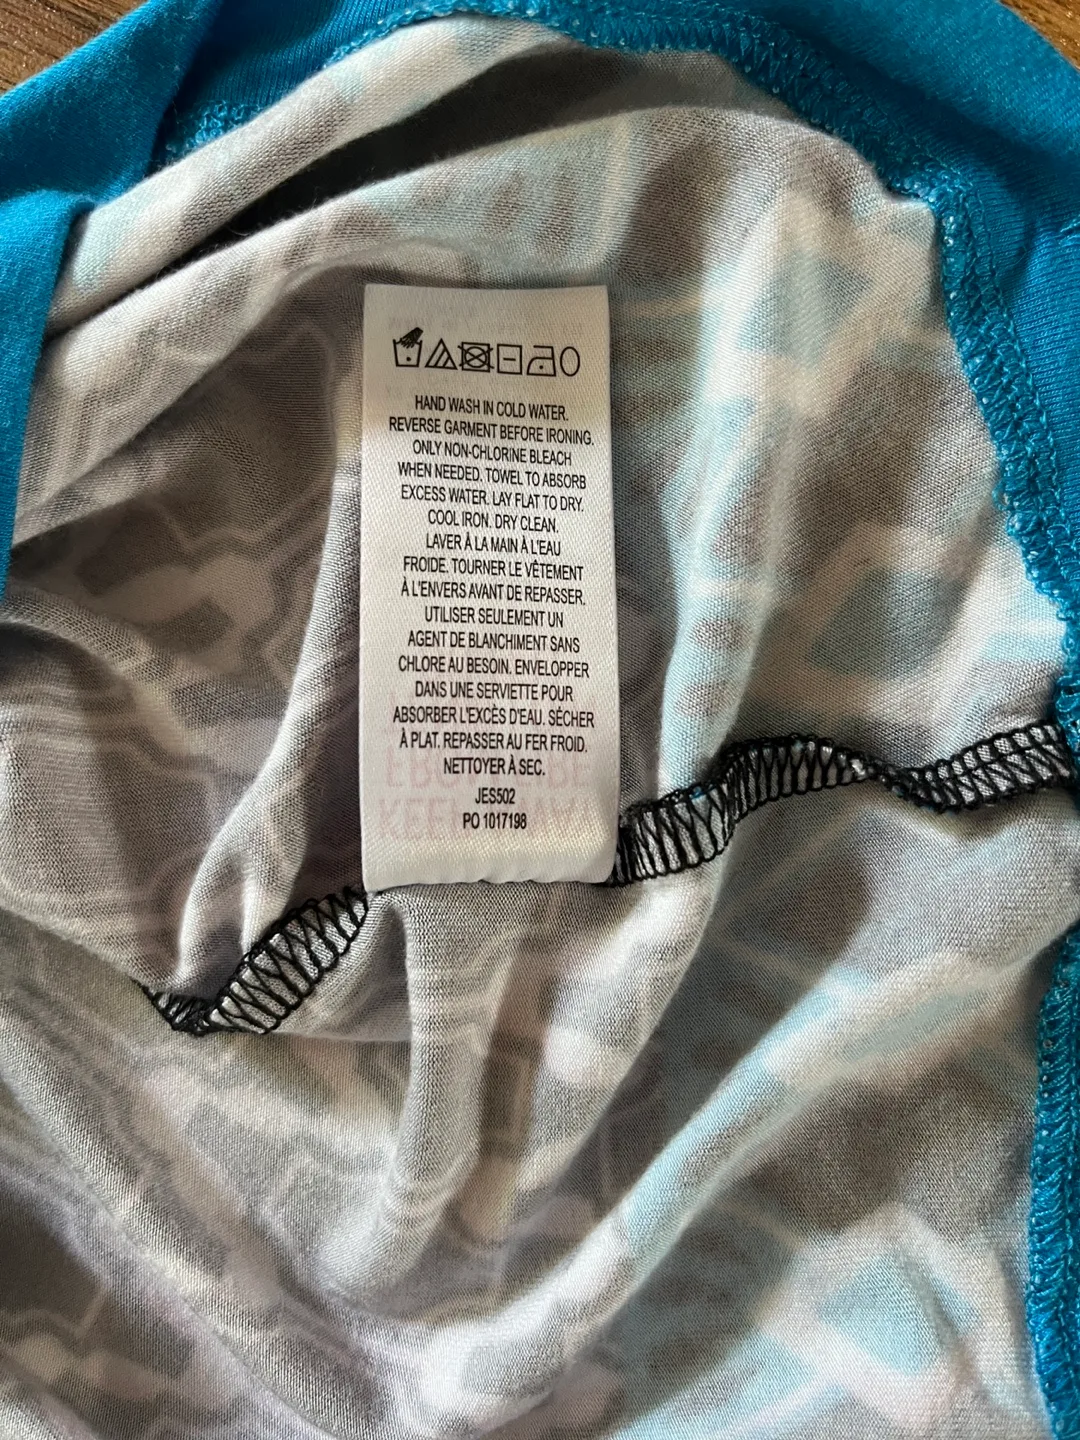 HAND WASH IN COLD WATER.
REVERSE GARMENT BEFORE IRONING.
ONLY NON-CHLORINE BLEACH
WHEN NEEDED. TOWEL TO ABSORB
EXCESS WATER. LAY FLAT TO DRY.
COOL IRON. DRY CLEAN.
LAVER À LA MAIN À L'EAU
FROIDE. TOURNER LE VÊTEMENT
À L'ENVERS AVANT DE REPASSER.
UTILISER SEULEMENT UN
AGENT DE BLANCHIMENT SANS
CHLORE AU BESOIN. ENVELOPPER
DANS UNE SERVIETTE POUR
ABSORBER L'EXCÈS D'EAU. SÉCHER
À PLAT. REPASSER AU FER FROID.
NETTOYER À SEC.
JES502
PO 1017198